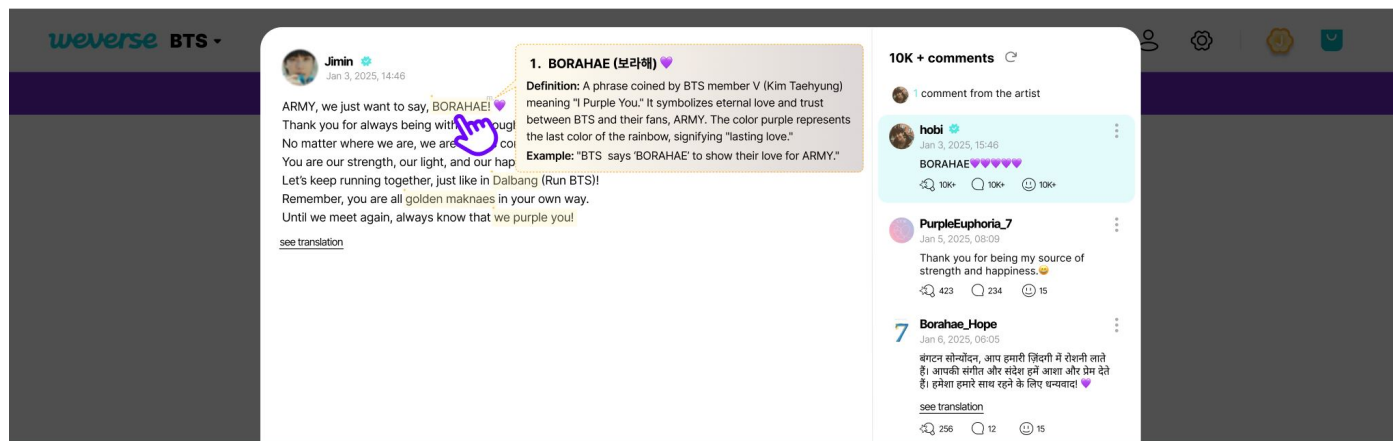 weverse BTS
Jimin
Jan 3, 2025, 14:46
ARMY, we just want to say, BORAHAE! 💜
Thank you for always being with
No matter where we are, we are
You are our strength, our light, and our
Let's keep running together, just like in Dalbang (Run BTS)!
Remember, you are all golden maknaes in your own way.
Until we meet again, always know that we purple you!
see translation
1. BORAHAE (보라해) 💜
Definition: A phrase coined by BTS member V (Kim Taehyung)
meaning "I Purple You." It symbolizes eternal love and trust
between BTS and their fans, ARMY. The color purple represents
the last color of the rainbow, signifying "lasting love."
Example: "BTS says 'BORAHAE' to show their love for ARMY."
10K + comments
1 comment from the artist
hobi
Jan 3, 2025, 15:46
BORAHAE💜💜💜💜💜
10K+ 10K+ 10K+
PurpleEuphoria_7
Jan 5, 2025, 08:09
Thank you for being my source of
strength and happiness.😄
423 234 15
7
Borahae_Hope
Jan 6, 2025, 06:05
बंगटन सोन्योंदन, आप हमारी ज़िंदगी में रोशनी लाते
हैं। आपकी संगीत और संदेश हमें आशा और प्रेम देते
हैं। हमेशा हमारे साथ रहने के लिए धन्यवाद! 💜
see translation
256 12 15